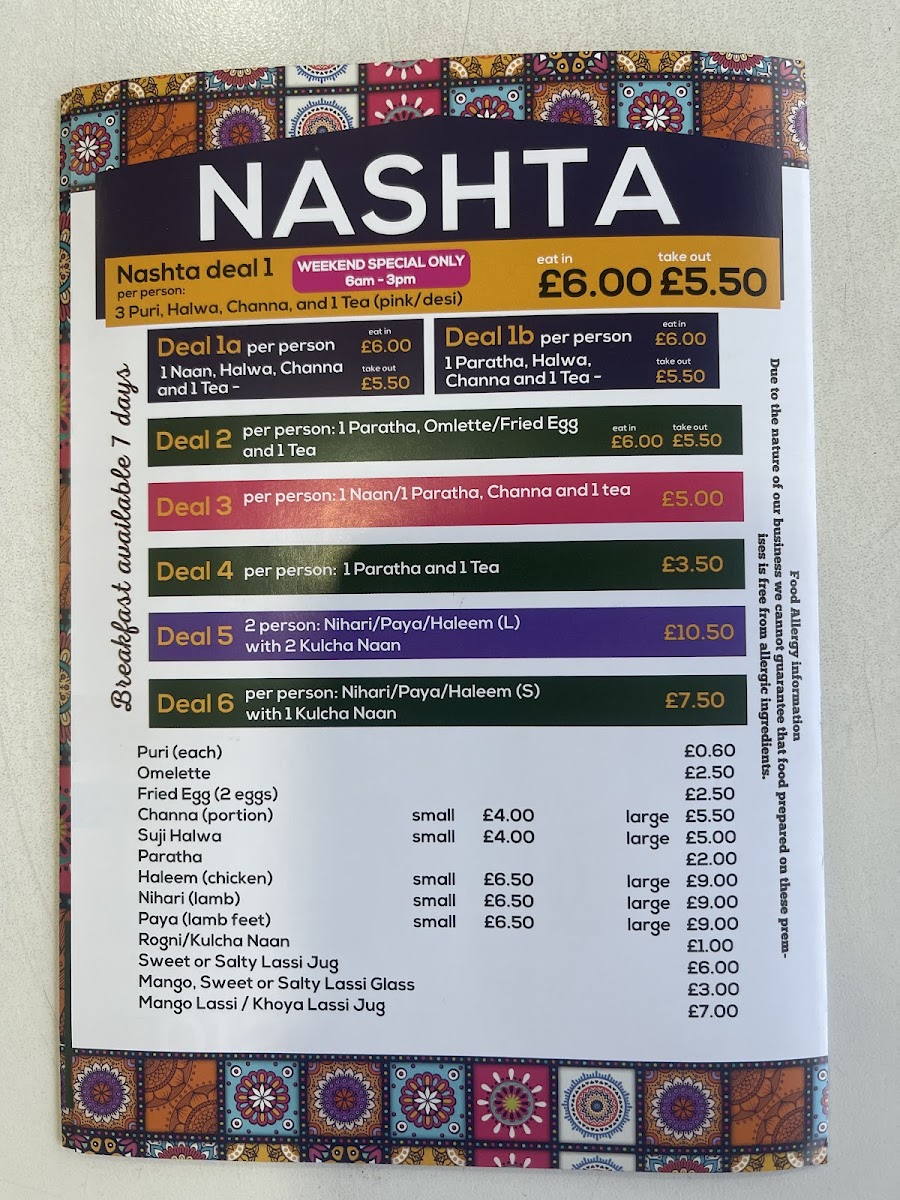 NASHTA
Nashta deal 1
per person:
WEEKEND SPECIAL ONLY
6am - 3pm
3 Puri, Halwa, Channa, and 1 Tea (pink/desi)
eat in
£6.00
take out
£5.50
Deal 1a per person
1 Naan, Halwa, Channa
and 1 Tea -
eat in
£6.00
take out
£5.50
Deal 1b per person
1 Paratha, Halwa,
Channa and 1 Tea -
eat in
£6.00
take out
£5.50
Breakfast available 7 days
Deal 2 per person: 1 Paratha, Omlette/Fried Egg
and 1 Tea
eat in
£6.00
take out
£5.50
Deal 3 per person: 1 Naan/1 Paratha, Channa and 1 tea £5.00
Deal 4 per person: 1 Paratha and 1 Tea £3.50
Deal 5 2 person: Nihari/Paya/Haleem (L)
with 2 Kulcha Naan £10.50
Deal 6 per person: Nihari/Paya/Haleem (S)
with 1 Kulcha Naan £7.50
Puri (each) £0.60
Omelette £2.50
Fried Egg (2 eggs) £2.50
Channa (portion) small £4.00 large £5.50
Suji Halwa small £4.00 large £5.00
Paratha £2.00
Haleem (chicken) small £6.50 large £9.00
Nihari (lamb) small £6.50 large £9.00
Paya (lamb feet) small £6.50 large £9.00
Rogni/Kulcha Naan £1.00
Sweet or Salty Lassi Jug £6.00
Mango, Sweet or Salty Lassi Glass £3.00
Mango Lassi / Khoya Lassi Jug £7.00
Food Allergy information
Due to the nature of our business we cannot guarantee that food prepared on these prem-
ises is free from allergic ingredients.